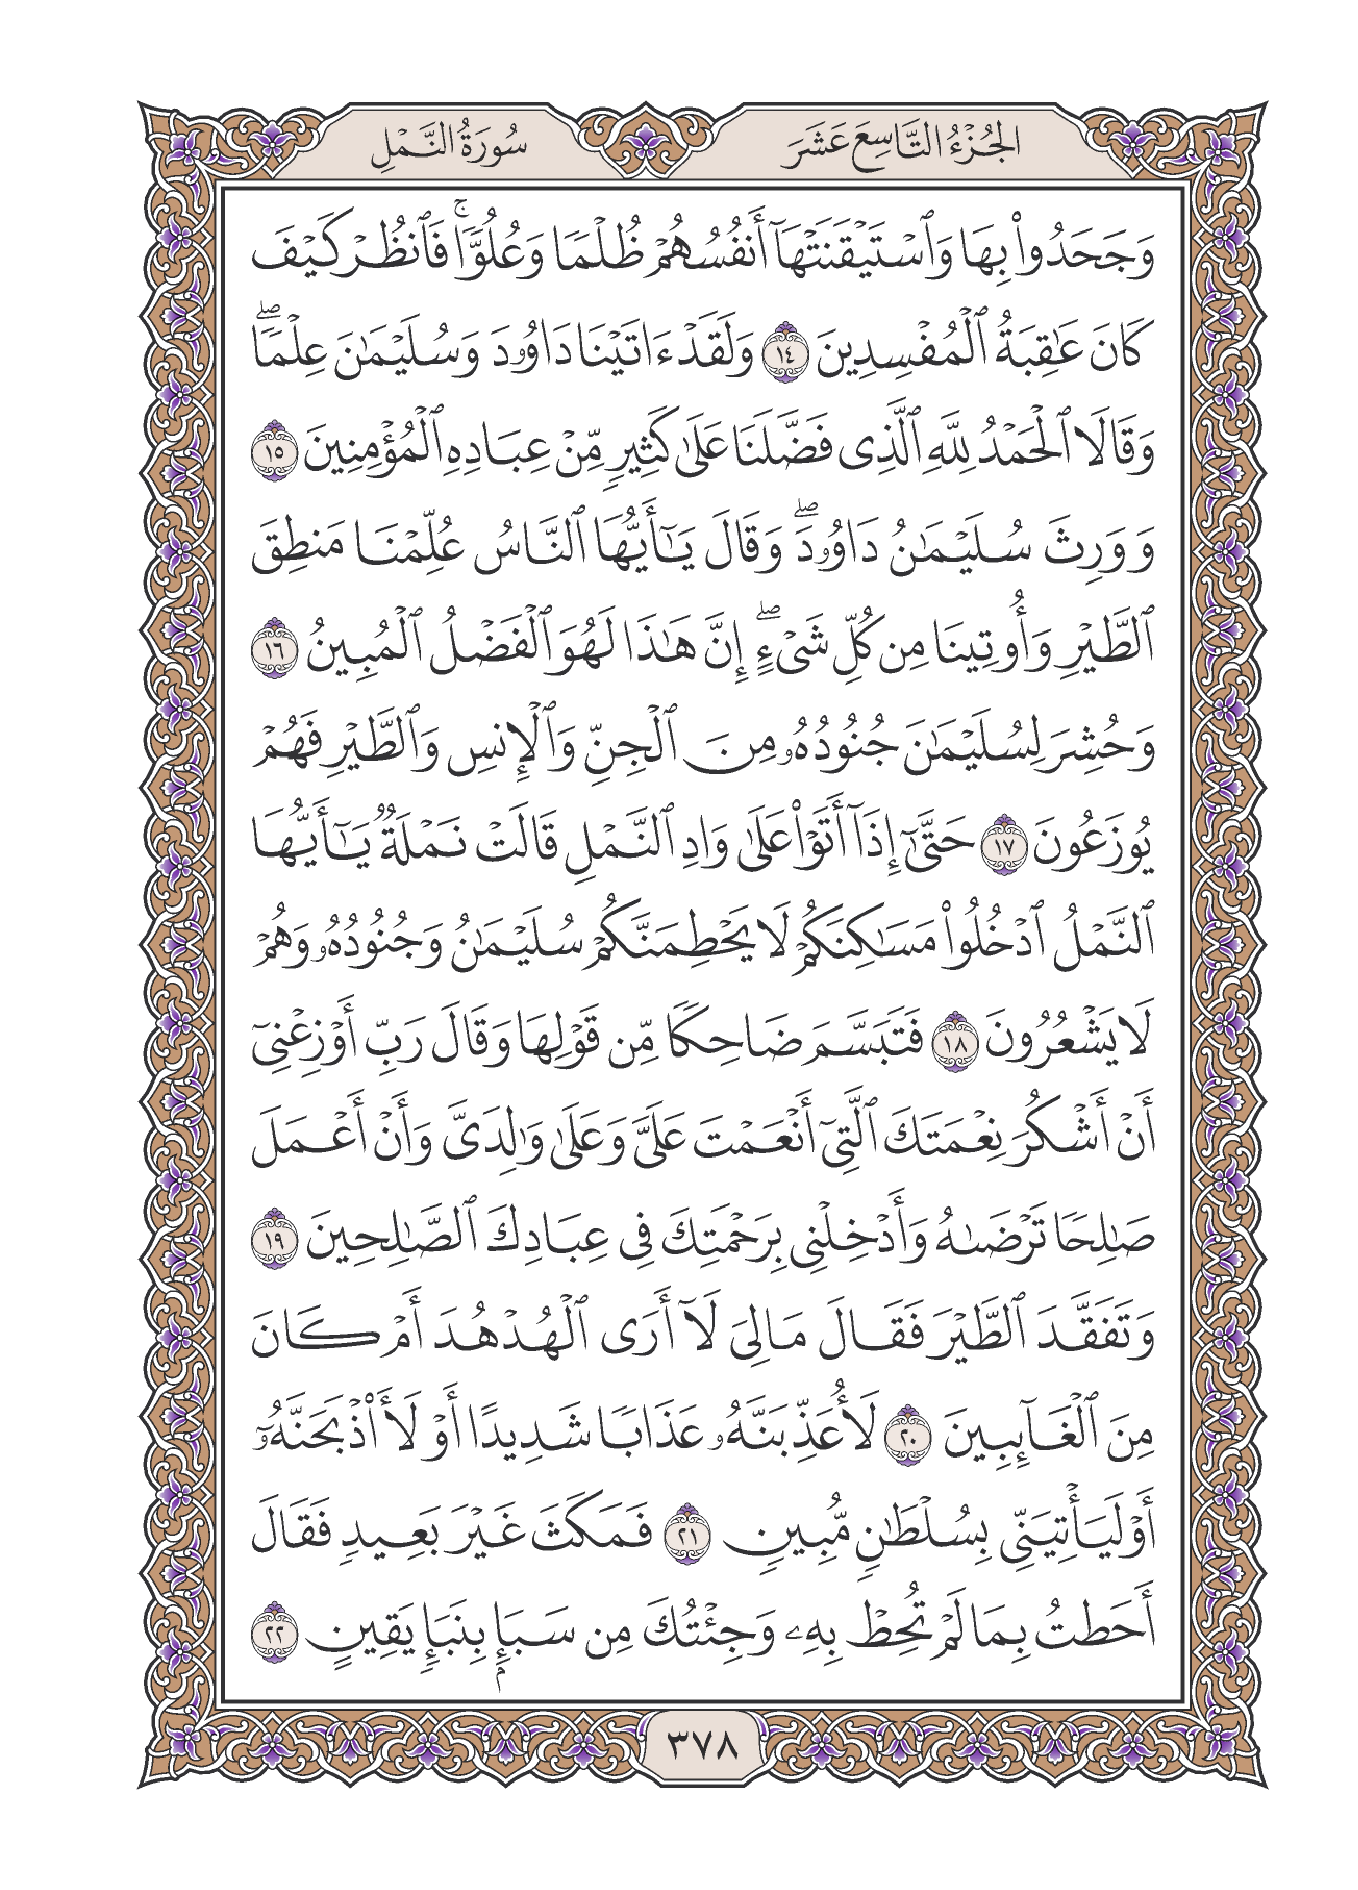 الجُزْءُ التَّاسِعَ عَشَرَ
سُورَةُ النَّمْلِ
وَجَحَدُوا۟ بِهَا وَٱسْتَيْقَنَتْهَآ أَنفُسُهُمْ ظُلْمًا وَعُلُوًّا ۚ فَٱنظُرْ كَيْفَ
كَانَ عَٰقِبَةُ ٱلْمُفْسِدِينَ ١٤ وَلَقَدْ ءَاتَيْنَا دَاوُۥدَ وَسُلَيْمَٰنَ عِلْمًا ۖ
وَقَالَا ٱلْحَمْدُ لِلَّهِ ٱلَّذِى فَضَّلَنَا عَلَىٰ كَثِيرٍ مِّنْ عِبَادِهِ ٱلْمُؤْمِنِينَ ١٥
وَوَرِثَ سُلَيْمَٰنُ دَاوُۥدَ ۖ وَقَالَ يَٰٓأَيُّهَا ٱلنَّاسُ عُلِّمْنَا مَنطِقَ
ٱلطَّيْرِ وَأُوتِينَا مِن كُلِّ شَىْءٍ ۖ إِنَّ هَٰذَا لَهُوَ ٱلْفَضْلُ ٱلْمُبِينُ ١٦
وَحُشِرَ لِسُلَيْمَٰنَ جُنُودُهُۥ مِنَ ٱلْجِنِّ وَٱلْإِنسِ وَٱلطَّيْرِ فَهُمْ
يُوزَعُونَ ١٧ حَتَّىٰٓ إِذَآ أَتَوْا۟ عَلَىٰ وَادِ ٱلنَّمْلِ قَالَتْ نَمْلَةٌ يَٰٓأَيُّهَا
ٱلنَّمْلُ ٱدْخُلُوا۟ مَسَٰكِنَكُمْ لَا يَحْطِمَنَّكُمْ سُلَيْمَٰنُ وَجُنُودُهُۥ وَهُمْ
لَا يَشْعُرُونَ ١٨ فَتَبَسَّمَ ضَاحِكًا مِّن قَوْلِهَا وَقَالَ رَبِّ أَوْزِعْنِىٓ
أَنْ أَشْكُرَ نِعْمَتَكَ ٱلَّتِىٓ أَنْعَمْتَ عَلَىَّ وَعَلَىٰ وَٰلِدَىَّ وَأَنْ أَعْمَلَ
صَٰلِحًا تَرْضَىٰهُ وَأَدْخِلْنِى بِرَحْمَتِكَ فِى عِبَادِكَ ٱلصَّٰلِحِينَ ١٩
وَتَفَقَّدَ ٱلطَّيْرَ فَقَالَ مَا لِىَ لَآ أَرَى ٱلْهُدْهُدَ أَمْ كَانَ
مِنَ ٱلْغَآئِبِينَ ٢٠ لَأُعَذِّبَنَّهُۥ عَذَابًا شَدِيدًا أَوْ لَأَا۟ذْبَحَنَّهُۥٓ
أَوْ لَيَأْتِيَنِّى بِسُلْطَٰنٍ مُّبِينٍ ٢١ فَمَكَثَ غَيْرَ بَعِيدٍ فَقَالَ
أَحَطتُ بِمَا لَمْ تُحِطْ بِهِۦ وَجِئْتُكَ مِن سَبَإٍۭ بِنَبَإٍ يَقِينٍ ٢٢
٣٧٨